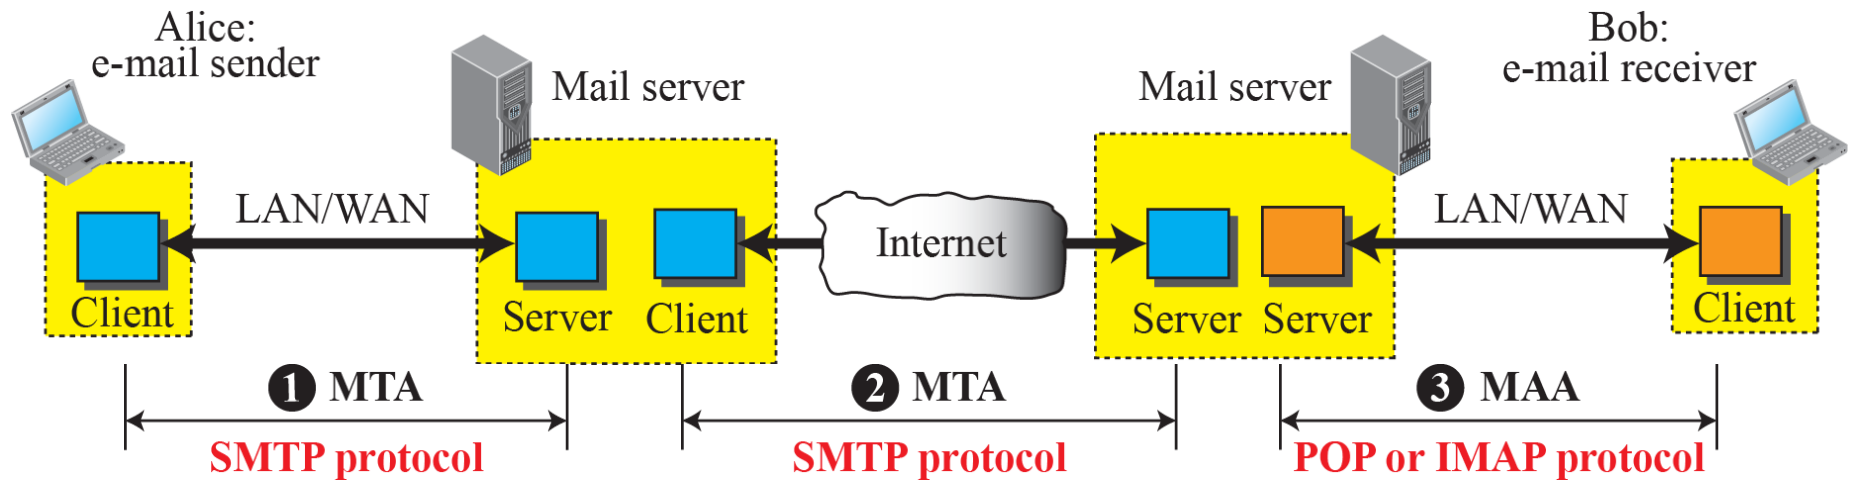 Alice:
e-mail sender
Mail server
Mail server
Bob:
e-mail receiver
LAN/WAN
Internet
LAN/WAN
Client
Server
Client
Server
Server
Client
1 MTA
2 MTA
3 MAA
SMTP protocol
SMTP protocol
POP or IMAP protocol